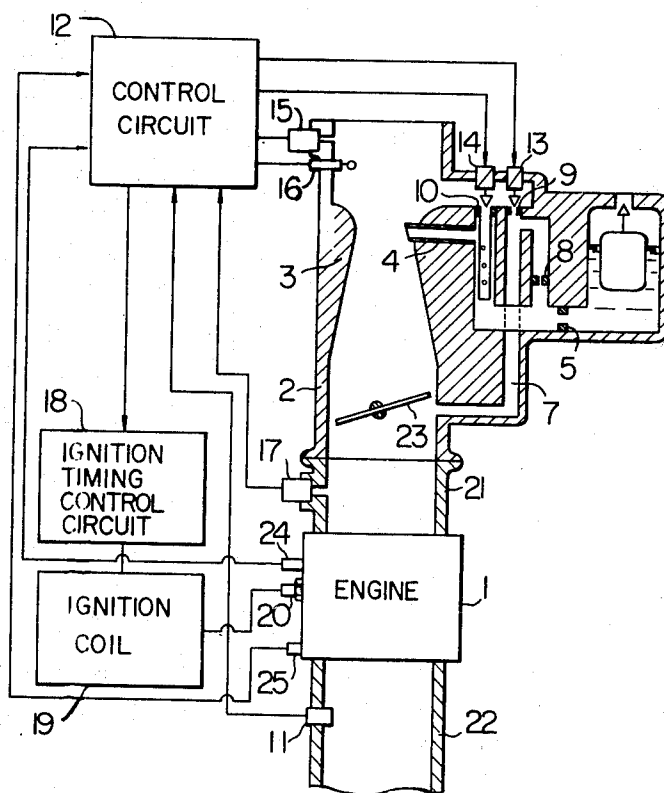 12
CONTROL
CIRCUIT
15
16
14
13
10
9
3
4
8
5
2
7
23
18
IGNITION
TIMING
CONTROL
CIRCUIT
17
21
24
ENGINE
1
20
IGNITION
COIL
25
19
11
22